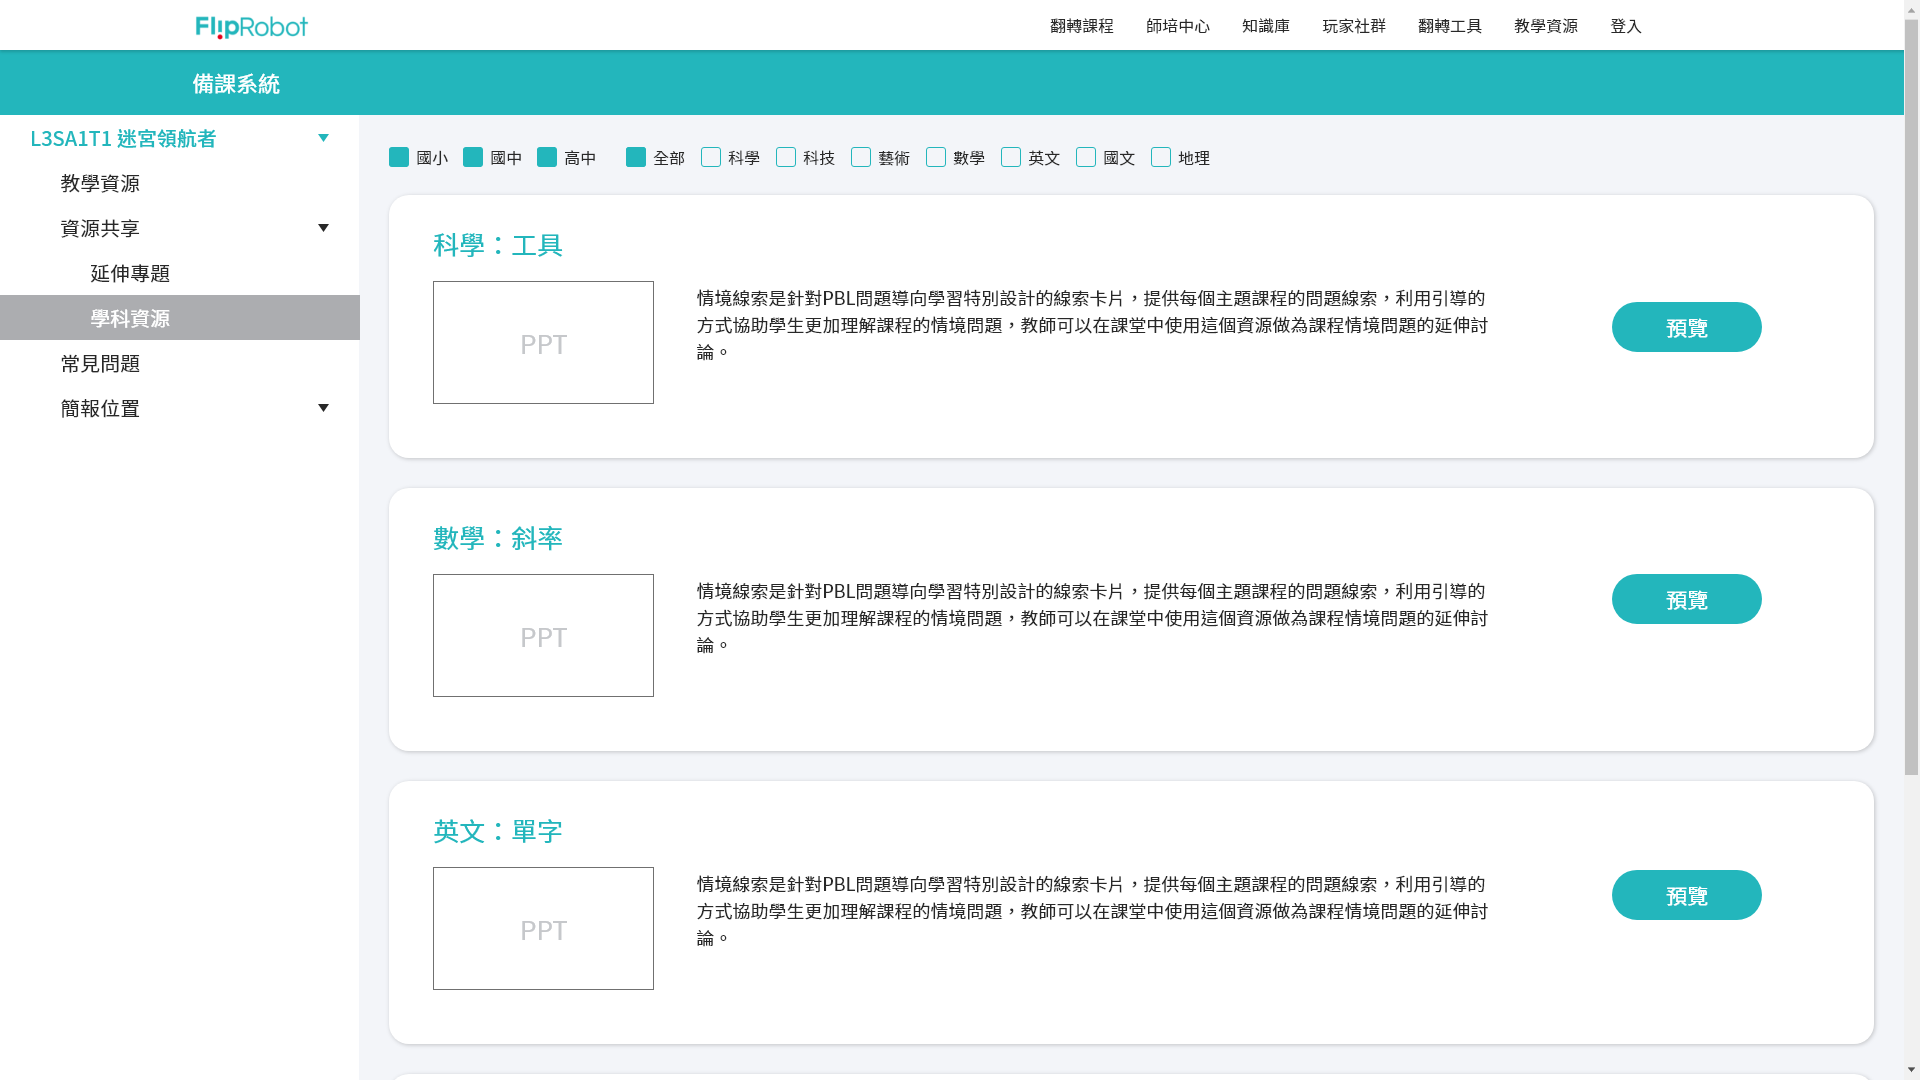 FlipRobot
翻轉課程 師培中心 知識庫 玩家社群 翻轉工具 教學資源 登入
備課系統
L3SA1T1 迷宮領航者
教學資源
資源共享
延伸專題
學科資源
常見問題
簡報位置
國小 國中 高中 全部 科學 科技 藝術 數學 英文 國文 地理
科學：工具
PPT
情境線索是針對PBL問題導向學習特別設計的線索卡片，提供每個主題課程的問題線索，利用引導的
方式協助學生更加理解課程的情境問題，教師可以在課堂中使用這個資源做為課程情境問題的延伸討
論。
預覽
數學：斜率
PPT
情境線索是針對PBL問題導向學習特別設計的線索卡片，提供每個主題課程的問題線索，利用引導的
方式協助學生更加理解課程的情境問題，教師可以在課堂中使用這個資源做為課程情境問題的延伸討
論。
預覽
英文：單字
PPT
情境線索是針對PBL問題導向學習特別設計的線索卡片，提供每個主題課程的問題線索，利用引導的
方式協助學生更加理解課程的情境問題，教師可以在課堂中使用這個資源做為課程情境問題的延伸討
論。
預覽